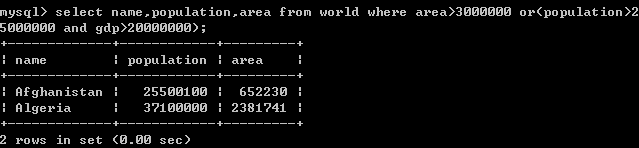 mysql> select name,population,area from world where area>3000000 or(population>2
5000000 and gdp>20000000);
+-------------+------------+---------+
| name        | population | area    |
+-------------+------------+---------+
| Afghanistan |   25500100 |  652230 |
| Algeria     |   37100000 | 2381741 |
+-------------+------------+---------+
2 rows in set (0.00 sec)